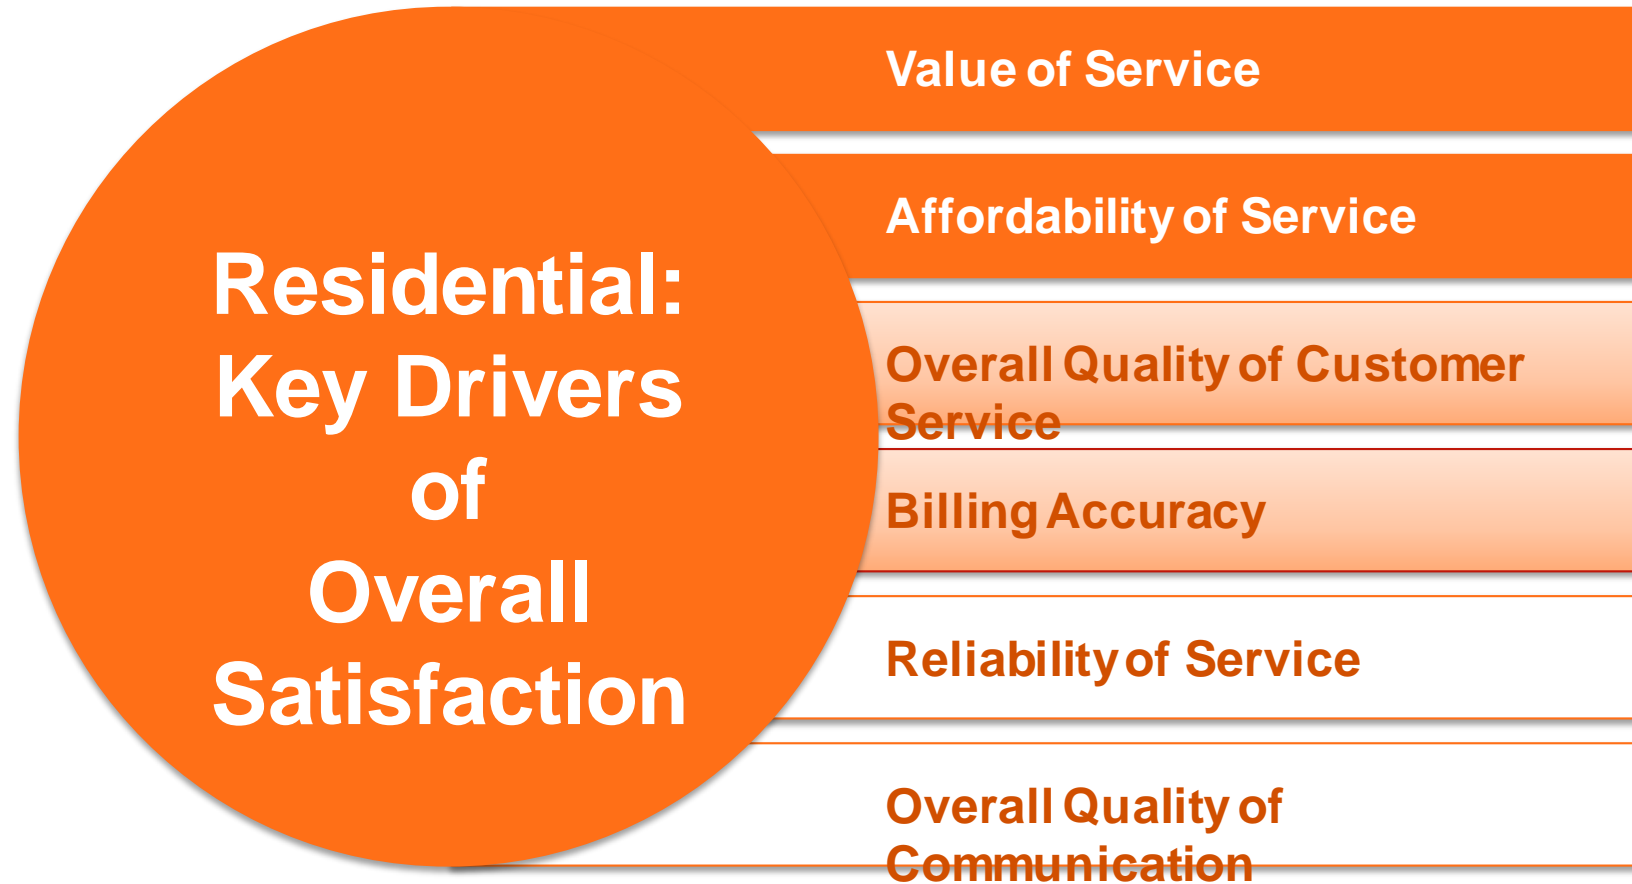 Residential:
Key Drivers
of
Overall
Satisfaction
Value of Service
Affordability of Service
Overall Quality of Customer
Service
Billing Accuracy
Reliability of Service
Overall Quality of
Communication